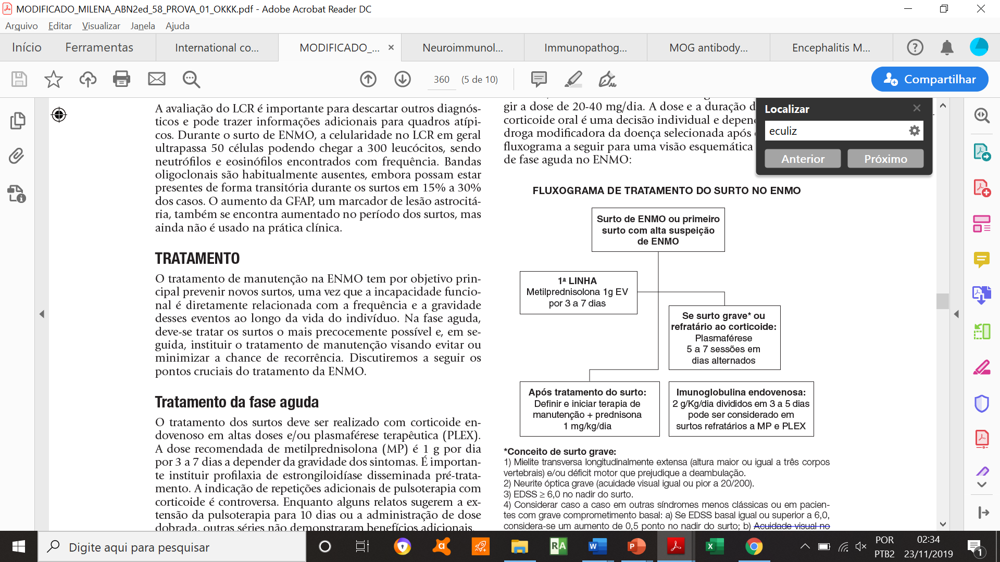 MODIFICADO_MILENA_ABN2ed_58_PROVA_01_OKKK.pdf - Adobe Acrobat Reader DC
Arquivo Editar Visualizar Janela Ajuda
Início Ferramentas International co... MODIFICADO_... × Neuroimmunol... Immunopathog... MOG antibody... Encephalitis M...
360 (5 de 10)
Compartilhar
A avaliação do LCR é importante para descartar outros diagnós-
ticos e pode trazer informações adicionais para quadros atípi-
cos. Durante o surto de ENMO, a celularidade no LCR em geral
ultrapassa 50 células podendo chegar a 300 leucócitos, sendo
neutrófilos e eosinófilos encontrados com frequência. Bandas
oligoclonais são habitualmente ausentes, embora possam estar
presentes de forma transitória durante os surtos em 15% a 30%
dos casos. O aumento da GFAP, um marcador de lesão astrocitá-
ria, também se encontra aumentado no período dos surtos, mas
ainda não é usado na prática clínica.
TRATAMENTO
O tratamento de manutenção na ENMO tem por objetivo prin-
cipal prevenir novos surtos, uma vez que a incapacidade funcio-
nal é diretamente relacionada com a frequência e a gravidade
desses eventos ao longo da vida do indivíduo. Na fase aguda,
deve-se tratar os surtos o mais precocemente possível e, em se-
guida, instituir o tratamento de manutenção visando evitar ou
minimizar a chance de recorrência. Discutiremos a seguir os
pontos cruciais do tratamento da ENMO.
Tratamento da fase aguda
O tratamento dos surtos deve ser realizado com corticoide en-
dovenoso em altas doses e/ou plasmaférese terapêutica (PLEX).
A dose recomendada de metilprednisolona (MP) é 1 g por dia
por 3 a 7 dias a depender da gravidade dos sintomas. É importan-
te instituir profilaxia de estrongiloidíase disseminada pré-trata-
mento. A indicação de repetições adicionais de pulsoterapia com
corticoide é controversa. Enquanto alguns relatos sugerem a ex-
tensão da pulsoterapia para 10 dias ou a administração de dose
dobrada, outras séries não demonstraram benefícios adicionais.
gir a dose de 20-40 mg/dia. A dose e a duração d
corticoide oral é uma decisão individual e depen
droga modificadora da doença selecionada após
fluxograma a seguir para uma visão esquemática
de fase aguda no ENMO:
Localizar
eculiz
Anterior Próximo
FLUXOGRAMA DE TRATAMENTO DO SURTO NO ENMO
Surto de ENMO ou primeiro
surto com alta suspeição
de ENMO
1ª LINHA
Metilprednisolona 1g EV
por 3 a 7 dias
Se surto grave* ou
refratário ao corticoide:
Plasmaférese
5 a 7 sessões em
dias alternados
Após tratamento do surto:
Definir e iniciar terapia de
manutenção + prednisona
1 mg/kg/dia
Imunoglobulina endovenosa:
2 g/Kg/dia divididos em 3 a 5 dias
pode ser considerado em
surtos refratários a MP e PLEX
*Conceito de surto grave:
1) Mielite transversa longitudinalmente extensa (altura maior ou igual a três corpos
vertebrais) e/ou déficit motor que prejudique a deambulação.
2) Neurite óptica grave (acuidade visual igual ou pior a 20/200).
3) EDSS ≥ 6,0 no nadir do surto.
4) Considerar caso a caso em outras síndromes menos clássicas ou em pacien-
tes com grave comprometimento basal: a) Se EDSS basal igual ou superior a 6,0,
considera-se um aumento de 0,5 ponto no nadir do surto; b) Acuidade visual no
Digite aqui para pesquisar
POR
PTB2
02:34
23/11/2019
1